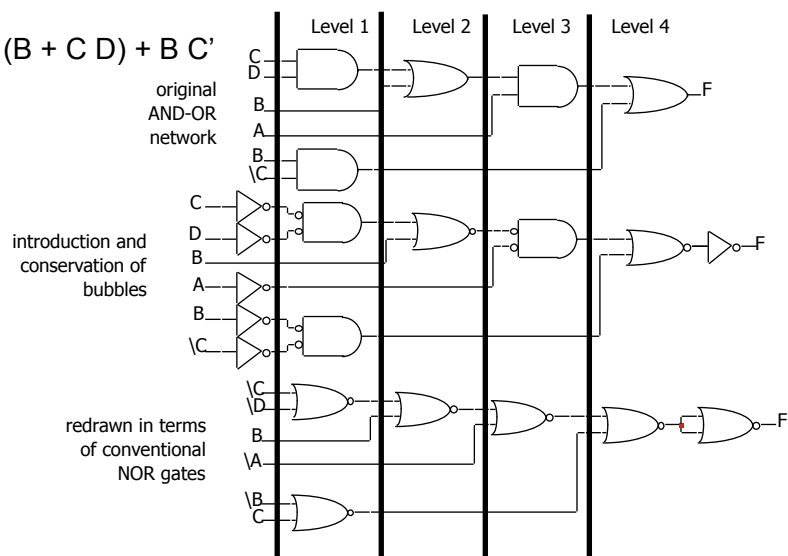 Level 1 Level 2 Level 3 Level 4
(B + C D) + B C’
original
AND-OR
network
C
D
B
A
B
\C
F
introduction and
conservation of
bubbles
C
D
B
A
B
\C
F
redrawn in terms
of conventional
NOR gates
\C
\D
B
\A
\B
C
F